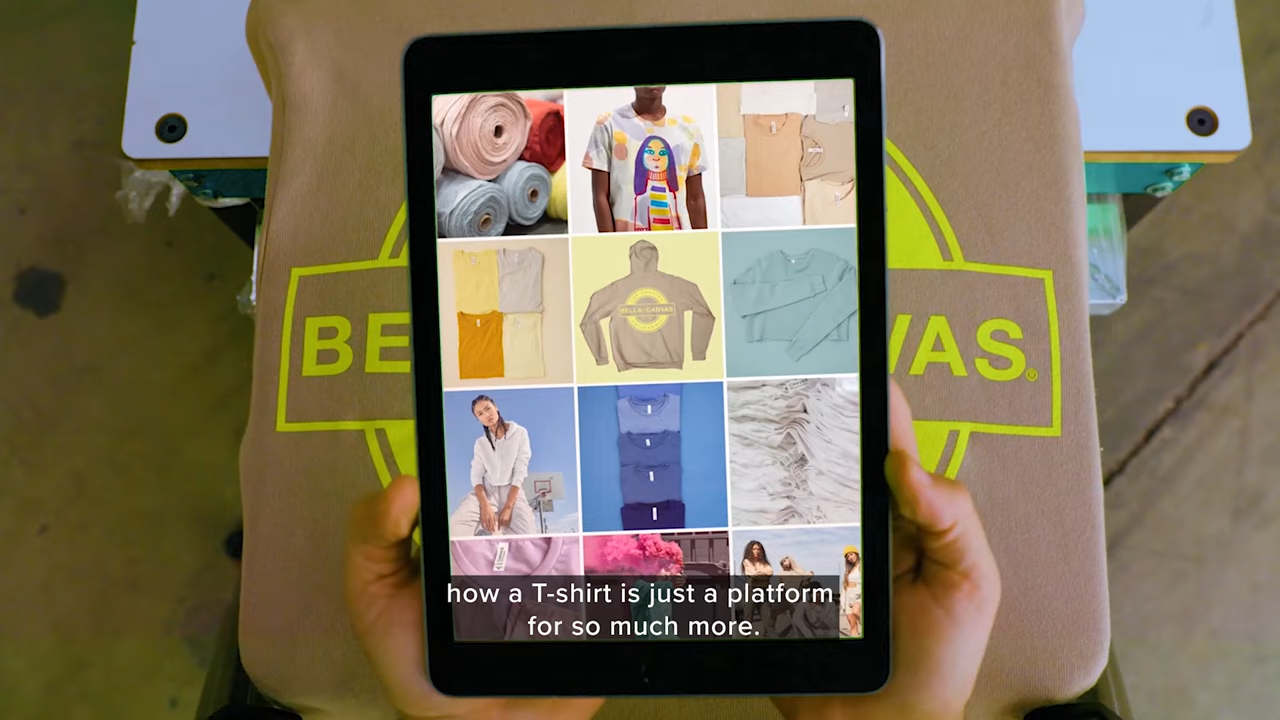 BELLA+CANVAS
BE
VAS®
how a T-shirt is just a platform
for so much more.